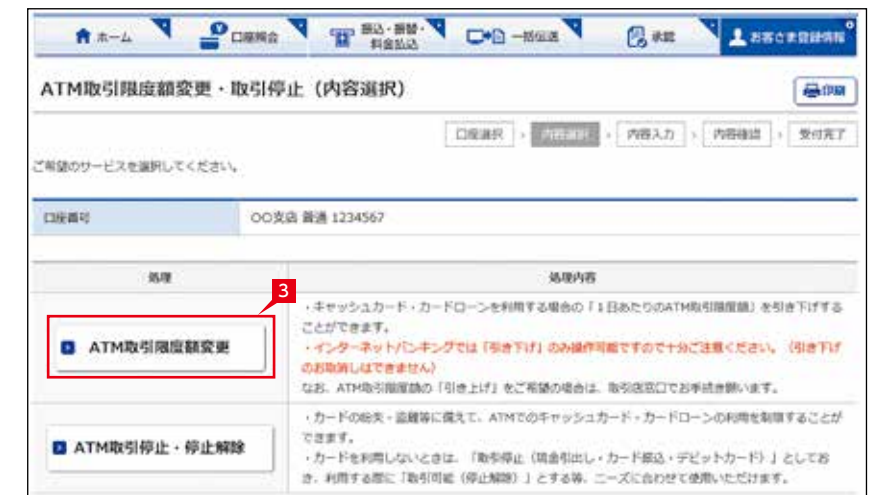 ホーム
口座照会
振込・振替・
料金払込
一括伝送
承認
お客さま登録情報
ATM取引限度額変更・取引停止（内容選択）
印刷
口座選択 › 内容選択 › 内容入力 › 内容確認 › 受付完了
ご希望のサービスを選択してください。
口座番号 〇〇支店 普通 1234567
処理 処理内容
3
ATM取引限度額変更
・キャッシュカード・カードローンを利用する場合の「1日あたりのATM取引限度額」を引き下げする
ことができます。
・インターネットバンキングでは「引き下げ」のみ操作可能ですので十分ご注意ください。（引き下げ
のお取消しはできません）
なお、ATM取引限度額の「引き上げ」をご希望の場合は、取引店窓口でお手続き願います。
ATM取引停止・停止解除
・カードの紛失・盗難等に備えて、ATMでのキャッシュカード・カードローンの利用を制限することが
できます。
・カードを利用しないときは、「取引停止（現金引出し・カード振込・デビットカード）」としてお
き、利用する際に「取引可能（停止解除）」とする等、ニーズに合わせて使用いただけます。